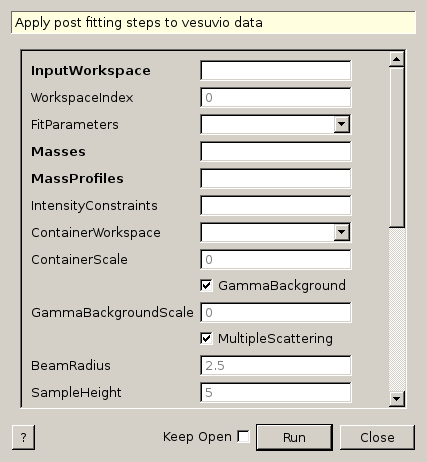 Apply post fitting steps to vesuvio data
InputWorkspace
WorkspaceIndex 0
FitParameters
Masses
MassProfiles
IntensityConstraints
ContainerWorkspace
ContainerScale 0
GammaBackground
GammaBackgroundScale 0
MultipleScattering
BeamRadius 2.5
SampleHeight 5
? Keep Open Run Close